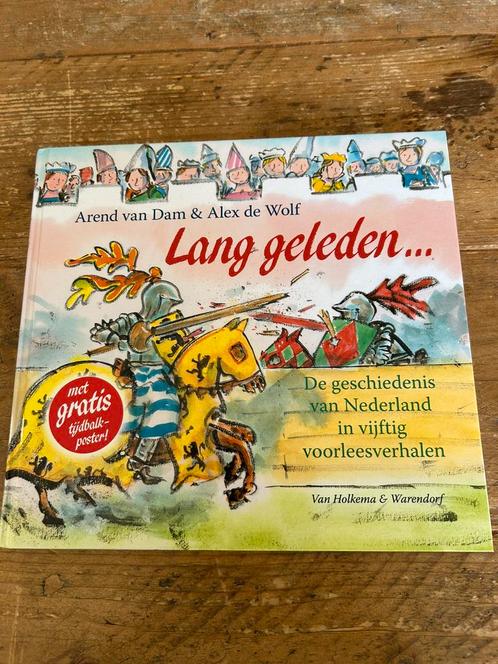 Arend van Dam & Alex de Wolf
Lang geleden...
De geschiedenis
van Nederland
in vijftig
voorleesverhalen
met
gratis
tijdbalk-
poster!
Van Holkema & Warendorf